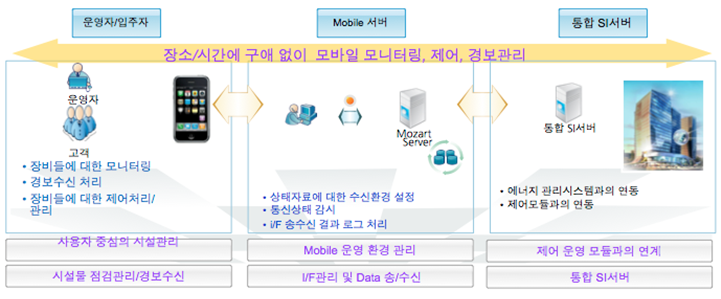 운영자/입주자
Mobile 서버
통합 SI서버
장소/시간에 구애 없이 모바일 모니터링, 제어, 경보관리
운영자
고객
• 장비들에 대한 모니터링
• 경보수신 처리
• 장비들에 대한 제어처리/
관리
Mozart
Server
• 상태자료에 대한 수신환경 설정
• 통신상태 감시
• i/F 송수신 결과 로그 처리
통합 SI서버
• 에너지 관리시스템과의 연동
• 제어모듈과의 연동
사용자 중심의 시설관리
Mobile 운영 환경 관리
제어 운영 모듈과의 연계
시설물 점검관리/경보수신
I/F관리 및 Data 송/수신
통합 SI서버